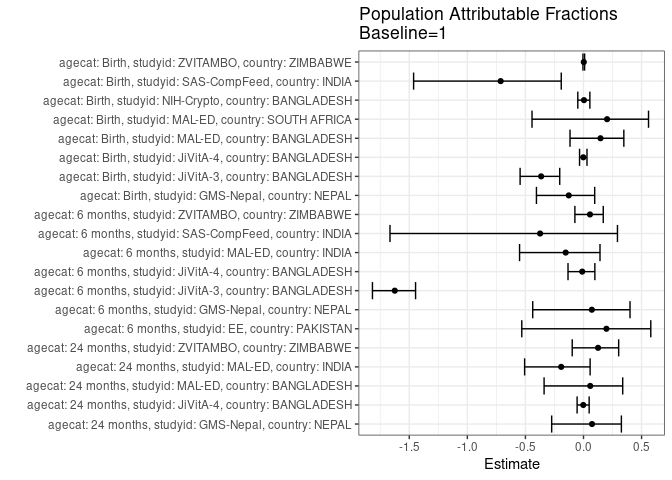 Population Attributable Fractions
Baseline=1
agecat: Birth, studyid: ZVITAMBO, country: ZIMBABWE
agecat: Birth, studyid: SAS-CompFeed, country: INDIA
agecat: Birth, studyid: NIH-Crypto, country: BANGLADESH
agecat: Birth, studyid: MAL-ED, country: SOUTH AFRICA
agecat: Birth, studyid: MAL-ED, country: BANGLADESH
agecat: Birth, studyid: JiVitA-4, country: BANGLADESH
agecat: Birth, studyid: JiVitA-3, country: BANGLADESH
agecat: Birth, studyid: GMS-Nepal, country: NEPAL
agecat: 6 months, studyid: ZVITAMBO, country: ZIMBABWE
agecat: 6 months, studyid: SAS-CompFeed, country: INDIA
agecat: 6 months, studyid: MAL-ED, country: INDIA
agecat: 6 months, studyid: JiVitA-4, country: BANGLADESH
agecat: 6 months, studyid: JiVitA-3, country: BANGLADESH
agecat: 6 months, studyid: GMS-Nepal, country: NEPAL
agecat: 6 months, studyid: EE, country: PAKISTAN
agecat: 24 months, studyid: ZVITAMBO, country: ZIMBABWE
agecat: 24 months, studyid: MAL-ED, country: INDIA
agecat: 24 months, studyid: MAL-ED, country: BANGLADESH
agecat: 24 months, studyid: JiVitA-4, country: BANGLADESH
agecat: 24 months, studyid: GMS-Nepal, country: NEPAL
-1.5 -1.0 -0.5 0.0 0.5
Estimate